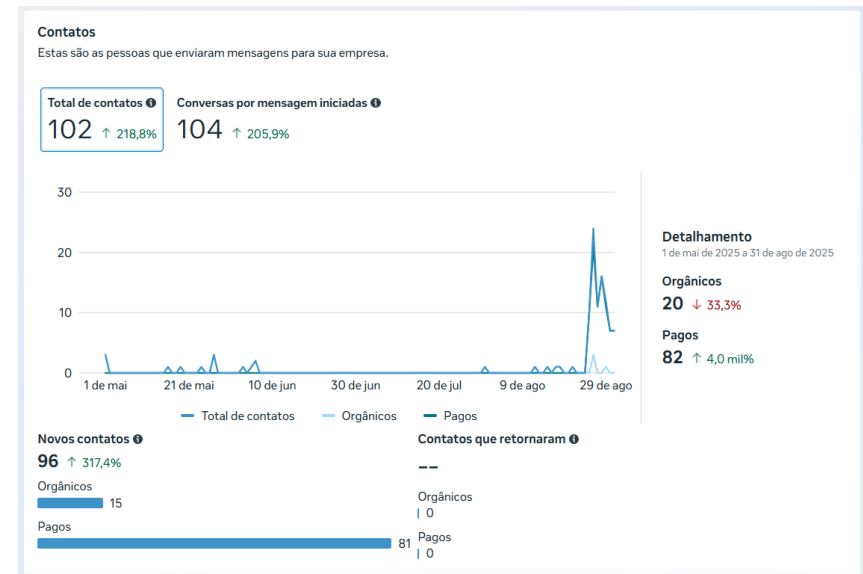 Contatos
Estas são as pessoas que enviaram mensagens para sua empresa.
Total de contatos
102 ↑ 218,8%
Conversas por mensagem iniciadas
104 ↑ 205,9%
30
20
10
0
1 de mai 21 de mai 10 de jun 30 de jun 20 de jul 9 de ago 29 de ago
Total de contatos Orgânicos Pagos
Detalhamento
1 de mai de 2025 a 31 de ago de 2025
Orgânicos
20 ↓ 33,3%
Pagos
82 ↑ 4,0 mil%
Novos contatos
96 ↑ 317,4%
Orgânicos
15
Pagos
81
Contatos que retornaram
--
Orgânicos
0
Pagos
0